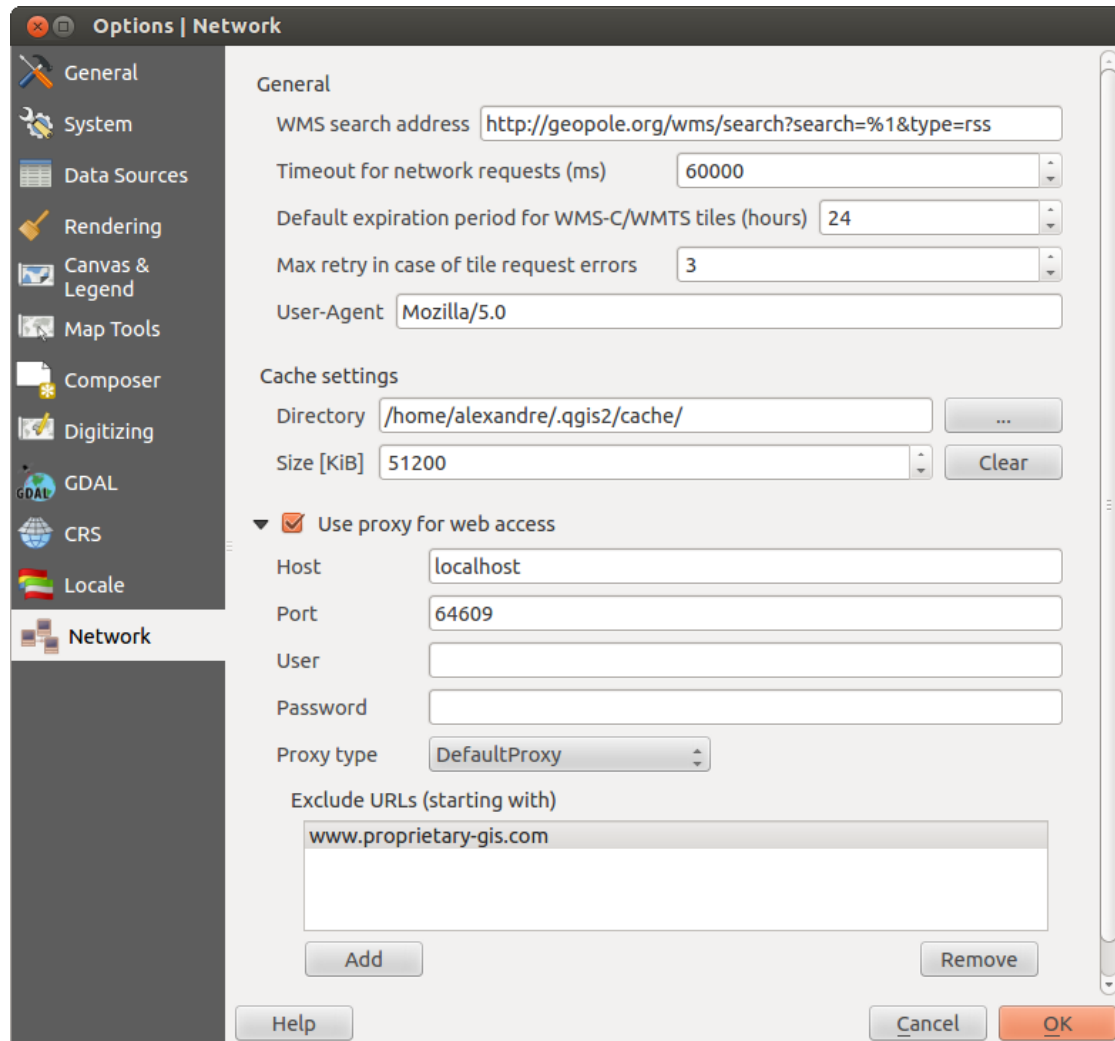 Options | Network
General
System
Data Sources
Rendering
Canvas &
Legend
Map Tools
Composer
Digitizing
GDAL
GDAL
CRS
Locale
Network
General
WMS search address http://geopole.org/wms/search?search=%1&type=rss
Timeout for network requests (ms) 60000
Default expiration period for WMS-C/WMTS tiles (hours) 24
Max retry in case of tile request errors 3
User-Agent Mozilla/5.0
Cache settings
Directory /home/alexandre/.qgis2/cache/ ...
Size [KiB] 51200 Clear
Use proxy for web access
Host localhost
Port 64609
User
Password
Proxy type DefaultProxy
Exclude URLs (starting with)
www.proprietary-gis.com
Add Remove
Help Cancel OK